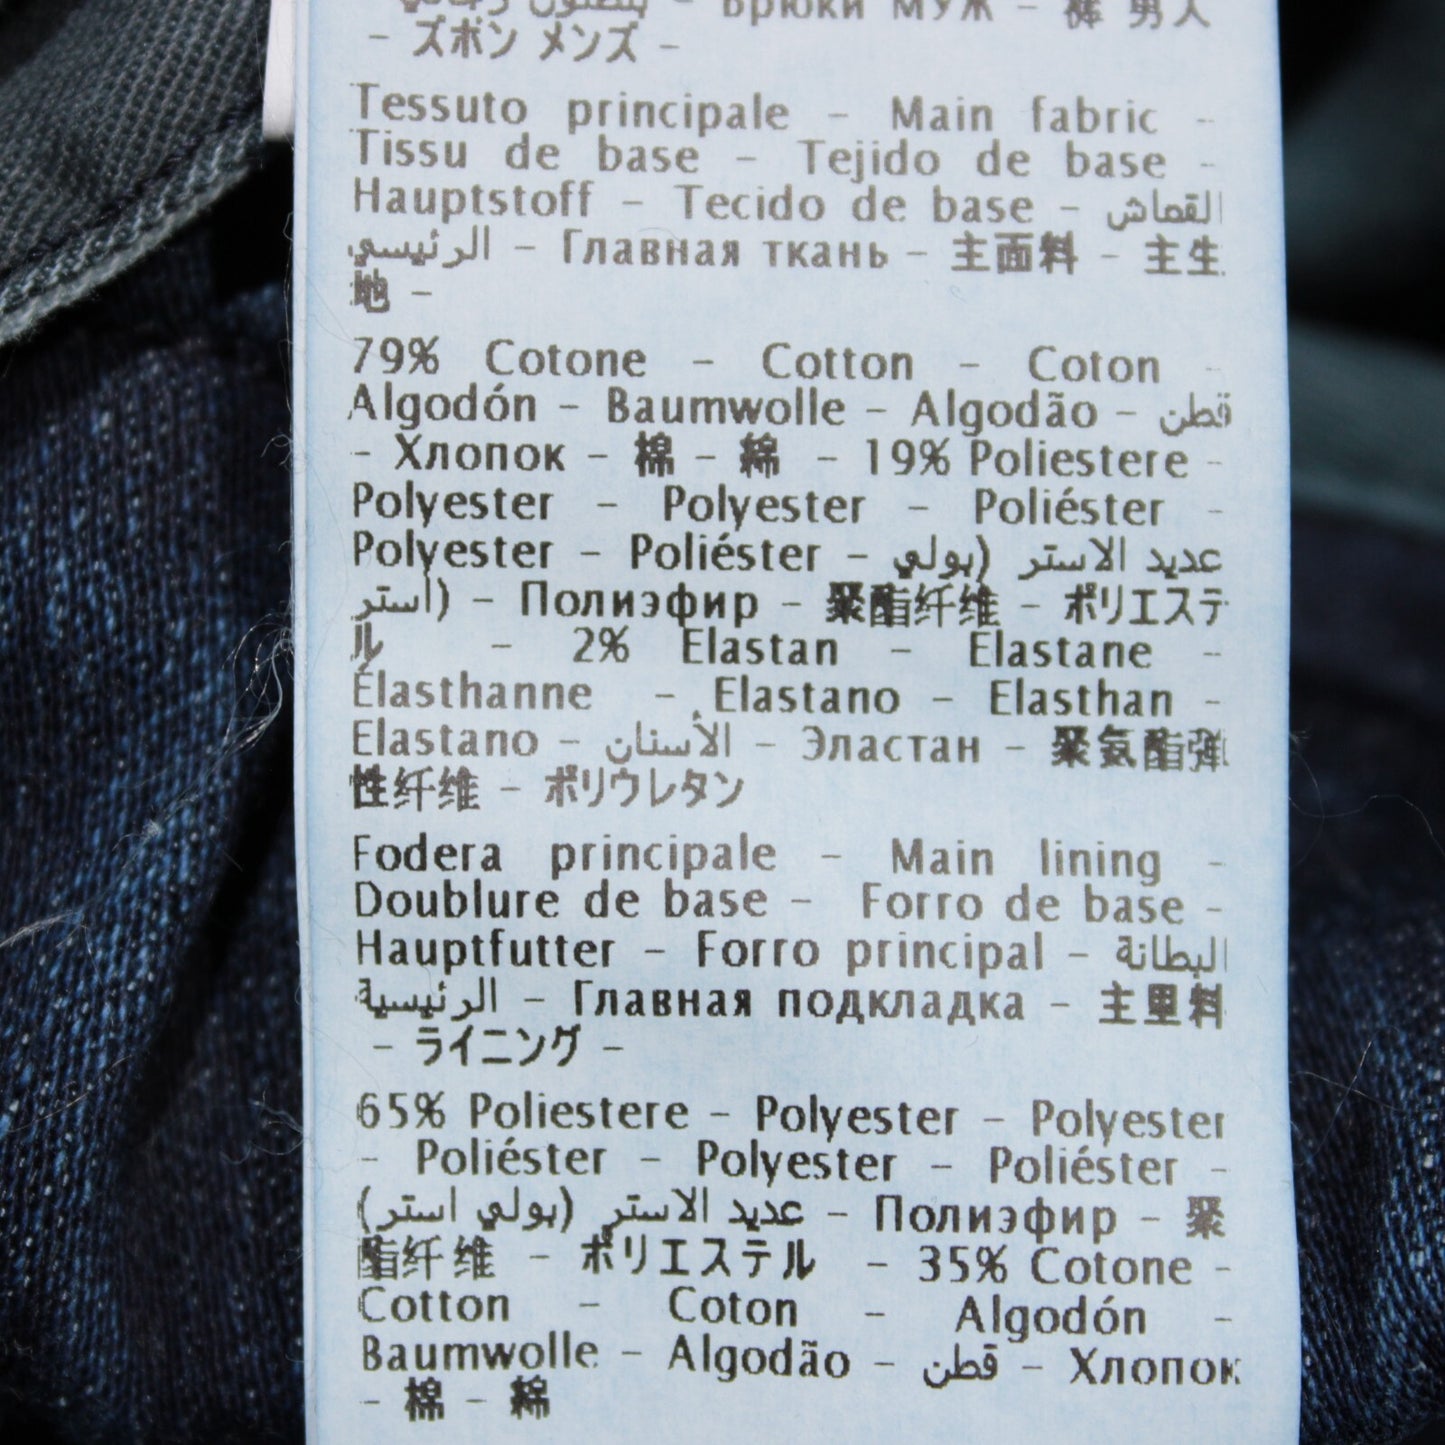 - Брюки МУЖ - 裤 男人
- ズボン メンズ -
Tessuto principale - Main fabric -
Tissu de base - Tejido de base -
Hauptstoff - Tecido de base - القماش
الرئيسي - Главная ткань - 主面料 - 主生
地 -
79% Cotone - Cotton - Coton -
Algodón - Baumwolle - Algodão - قطن
- Хлопок - 棉 - 綿 - 19% Poliestere -
Polyester - Polyester - Poliéster -
Polyester - Poliéster - عديد الاستر (بولي
أستر) - Полиэфир - 聚酯纤维 - ポリエステ
ル - 2% Elastan - Elastane -
Élasthanne - Elastano - Elasthan -
Elastano - الأسنان - Эластан - 聚氨酯弹
性纤维 - ポリウレタン
Fodera principale - Main lining -
Doublure de base - Forro de base -
Hauptfutter - Forro principal - البطانة
الرئيسية - Главная подкладка - 主里料
- ライニング -
65% Poliestere - Polyester - Polyester
- Poliéster - Polyester - Poliéster -
عديد الاستر (بولي استر) - Полиэфир - 聚
酯纤维 - ポリエステル - 35% Cotone -
Cotton - Coton - Algodón -
Baumwolle - Algodão - قطن - Хлопок
- 棉 - 綿